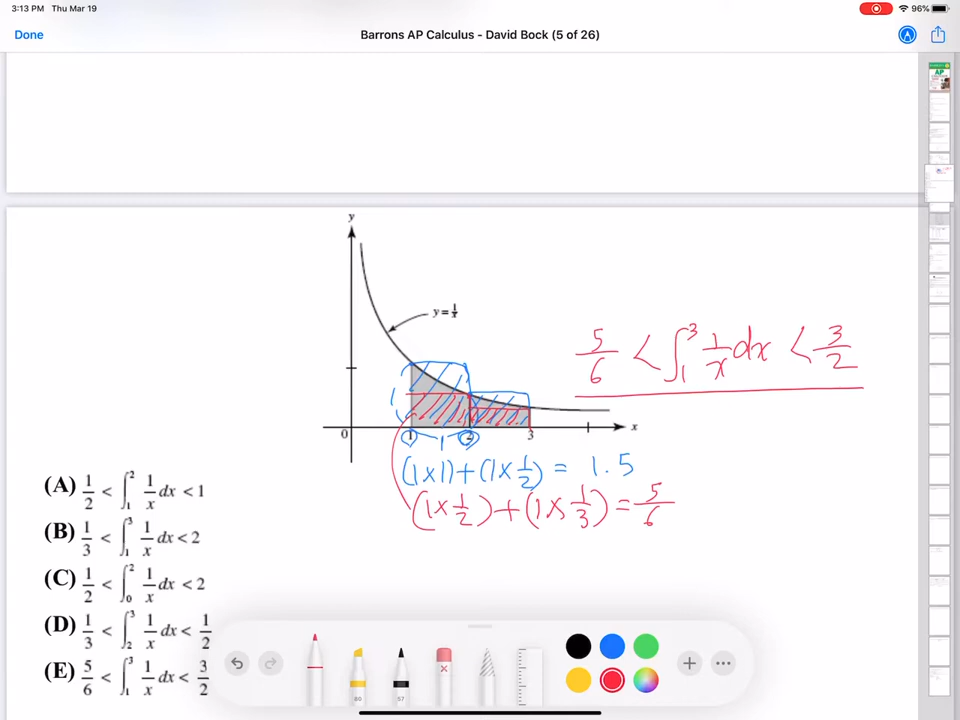 3:13 PM Thu Mar 19
96%
Done
Barrons AP Calculus - David Bock (5 of 26)
AP
y
y = 1/x
5/6 < ∫₁³ 1/x dx < 3/2
1
0
1
1
2
3
x
(1×1)+(1×1/2) = 1.5
(1×1/2)+(1×1/3) = 5/6
(A) 1/2 < ∫₁² 1/x dx < 1
(B) 1/3 < ∫₁³ 1/x dx < 2
(C) 1/2 < ∫₀² 1/x dx < 2
(D) 1/3 < ∫₂³ 1/x dx < 1/2
(E) 5/6 < ∫₁³ 1/x dx < 3/2